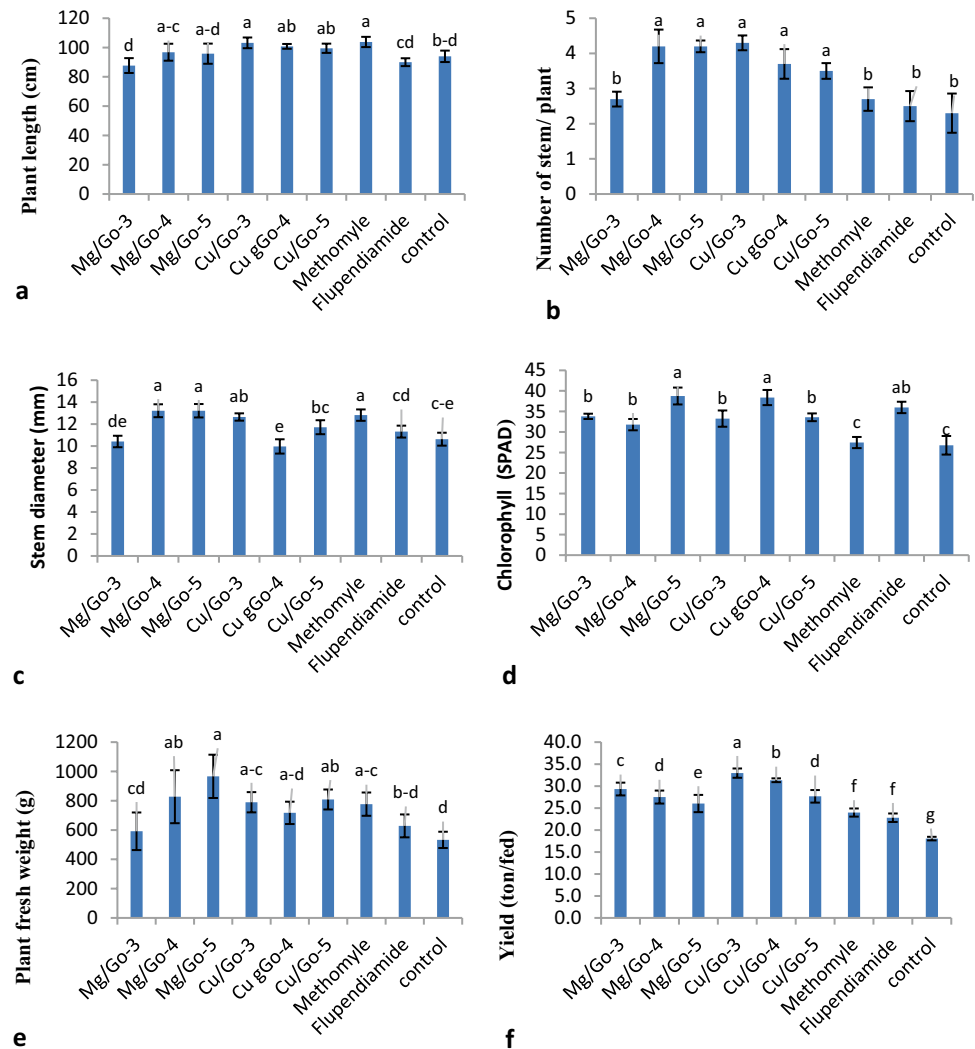 Plant length (cm)
120
100
80
60
40
20
0
d
a-c
a-d
a
ab
ab
a
cd
b-d
Mg/Go-3
Mg/Go-4
Mg/Go-5
Cu/Go-3
Cu gGo-4
Cu/Go-5
Methomyle
Flupendiamide
control
a
Number of stem/ plant
5
4
3
2
1
0
b
a
a
a
a
a
b
b
b
Mg/Go-3
Mg/Go-4
Mg/Go-5
Cu/Go-3
Cu gGo-4
Cu/Go-5
Methomyle
Flupendiamide
control
b
Stem diameter (mm)
16
14
12
10
8
6
4
2
0
de
a
a
ab
e
bc
a
cd
c-e
Mg/Go-3
Mg/Go-4
Mg/Go-5
Cu/Go-3
Cu gGo-4
Cu/Go-5
Methomyle
Flupendiamide
control
c
Chlorophyll (SPAD)
45
40
35
30
25
20
15
10
5
0
b
b
a
b
a
b
c
ab
c
Mg/Go-3
Mg/Go-4
Mg/Go-5
Cu/Go-3
Cu gGo-4
Cu/Go-5
Methomyle
Flupendiamide
control
d
Plant fresh weight (g)
1200
1000
800
600
400
200
0
cd
ab
a
a-c
a-d
ab
a-c
b-d
d
Mg/Go-3
Mg/Go-4
Mg/Go-5
Cu/Go-3
Cu gGo-4
Cu/Go-5
Methomyle
Flupendiamide
control
e
Yield (ton/fed)
40.0
35.0
30.0
25.0
20.0
15.0
10.0
5.0
0.0
c
d
e
a
b
d
f
f
g
Mg/Go-3
Mg/Go-4
Mg/Go-5
Cu/Go-3
Cu/Go-4
Cu/Go-5
Methomyle
Flupendiamide
control
f